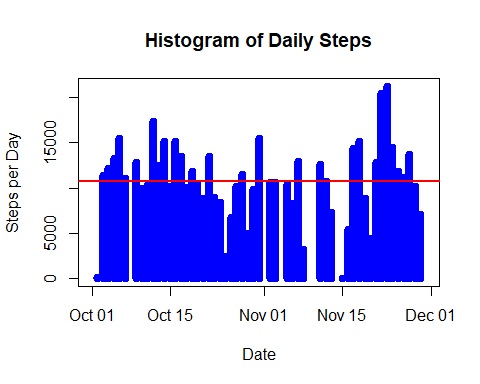 Histogram of Daily Steps
Steps per Day
15000
5000
0
Oct 01 Oct 15 Nov 01 Nov 15 Dec 01
Date